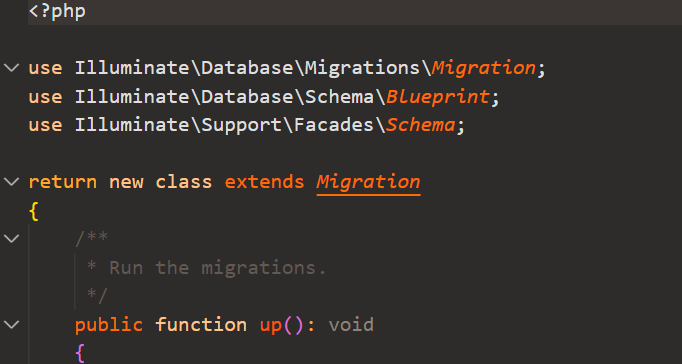 <?php
use Illuminate\Database\Migrations\Migration;
use Illuminate\Database\Schema\Blueprint;
use Illuminate\Support\Facades\Schema;
return new class extends Migration
{
/**
* Run the migrations.
*/
public function up(): void
{